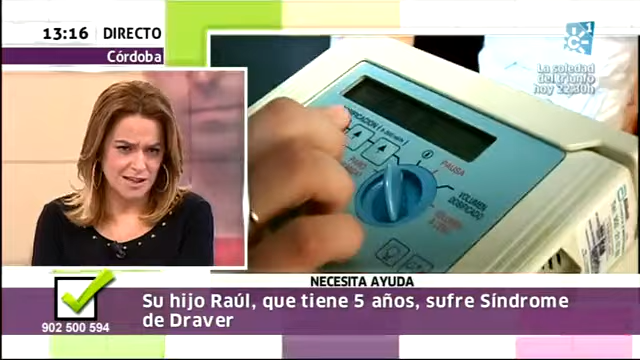 13:16 DIRECTO
Córdoba
1
La soledad
del triunfo
hoy 22:30h
PAUSA
VOLUMEN
DOSIFICADO
NECESITA AYUDA
Su hijo Raúl, que tiene 5 años, sufre Síndrome
de Draver
902 500 594